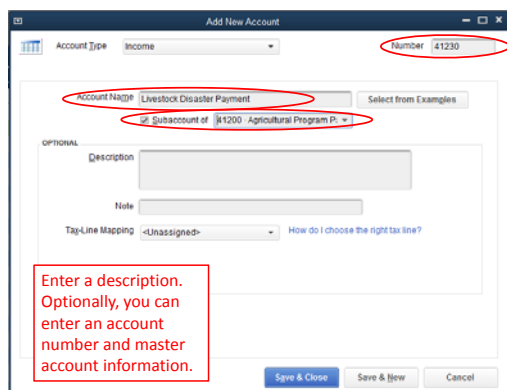 Add New Account
Account Type Income Number 41230
Account Name Livestock Disaster Payment Select from Examples
Subaccount of 41200 · Agricultural Program P
OPTIONAL
Description
Note
Tax-Line Mapping <Unassigned> How do I choose the right tax line?
Enter a description.
Optionally, you can
enter an account
number and master
account information.
Save & Close Save & New Cancel